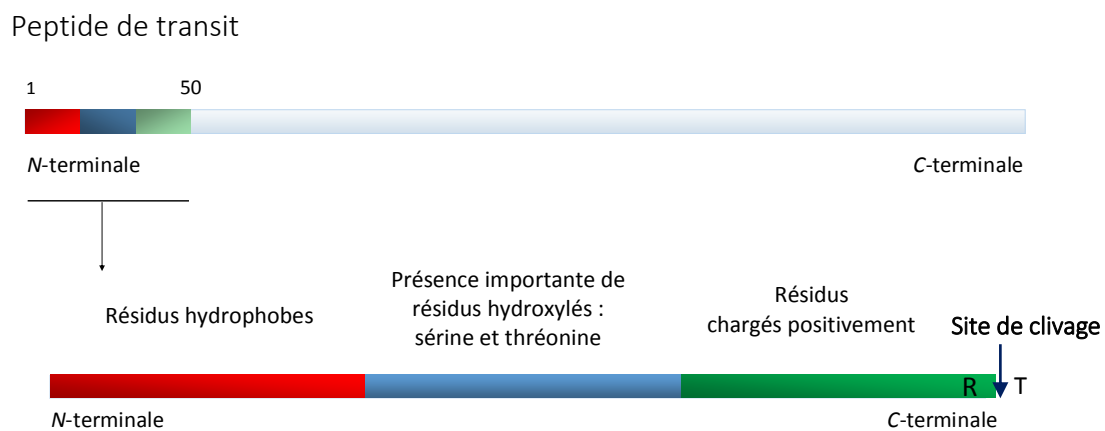 Peptide de transit
1 50
N-terminale C-terminale
Résidus hydrophobes
Présence importante de
résidus hydroxylés :
sérine et thréonine
Résidus
chargés positivement
Site de clivage
R T
N-terminale C-terminale